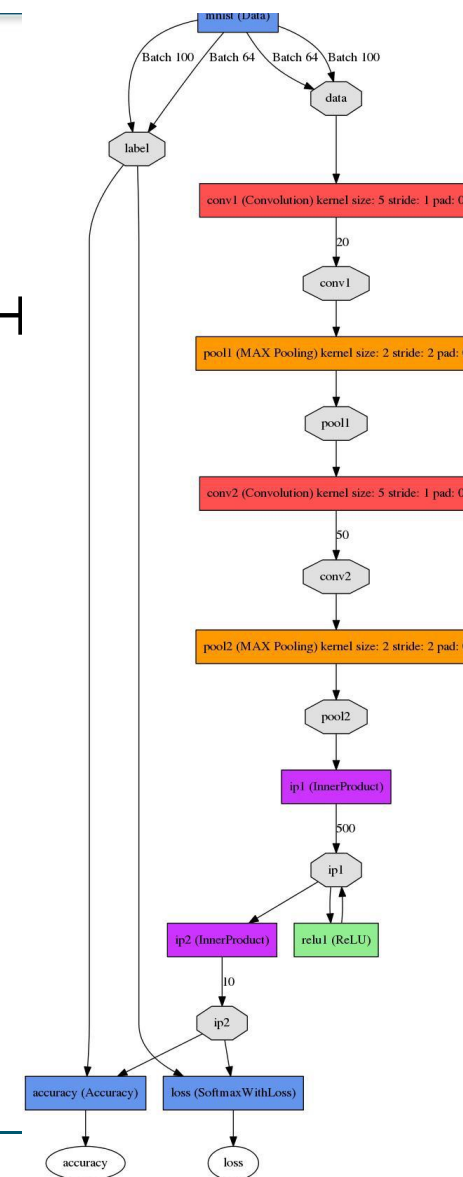 mnist (Data)
Batch 100
Batch 64
Batch 64
Batch 100
data
label
conv1 (Convolution) kernel size: 5 stride: 1 pad: 0
20
conv1
pool1 (MAX Pooling) kernel size: 2 stride: 2 pad:
pool1
conv2 (Convolution) kernel size: 5 stride: 1 pad: 0
50
conv2
pool2 (MAX Pooling) kernel size: 2 stride: 2 pad:
pool2
ip1 (InnerProduct)
500
ip1
ip2 (InnerProduct)
relu1 (ReLU)
10
ip2
accuracy (Accuracy)
loss (SoftmaxWithLoss)
accuracy
loss